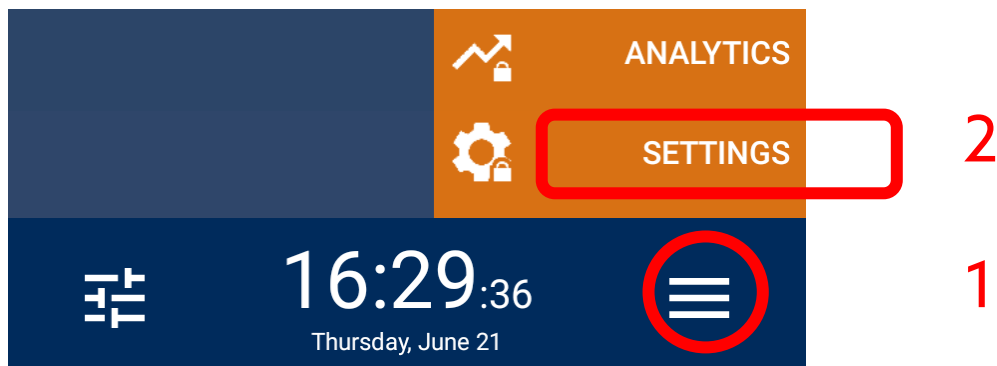 ANALYTICS
SETTINGS
2
16:29:36
1
Thursday, June 21